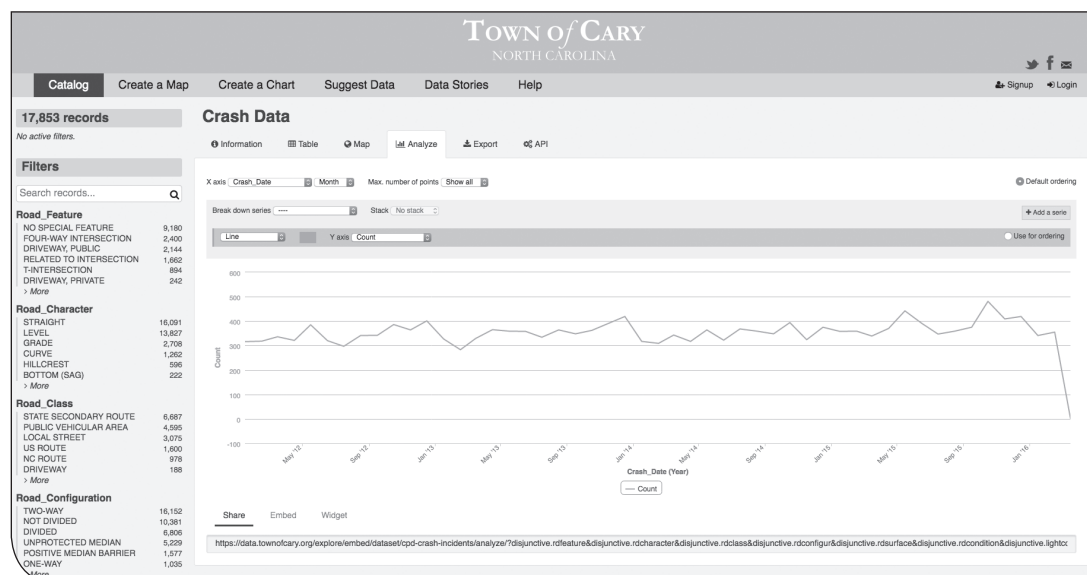 TOWN of CARY
NORTH CAROLINA
Catalog Create a Map Create a Chart Suggest Data Data Stories Help Signup Login
17,853 records
No active filters.
Filters
Search records...
Road_Feature
NO SPECIAL FEATURE 9,180
FOUR-WAY INTERSECTION 2,400
DRIVEWAY, PUBLIC 2,144
RELATED TO INTERSECTION 1,662
T-INTERSECTION 894
DRIVEWAY, PRIVATE 242
> More
Road_Character
STRAIGHT 16,091
LEVEL 13,827
GRADE 2,708
CURVE 1,262
HILLCREST 596
BOTTOM (SAG) 222
> More
Road_Class
STATE SECONDARY ROUTE 6,687
PUBLIC VEHICULAR AREA 4,595
LOCAL STREET 3,075
US ROUTE 1,600
NC ROUTE 978
DRIVEWAY 188
> More
Road_Configuration
TWO-WAY 16,152
NOT DIVIDED 10,381
DIVIDED 6,806
UNPROTECTED MEDIAN 5,229
POSITIVE MEDIAN BARRIER 1,577
ONE-WAY 1,035
More
Crash Data
Information Table Map Analyze Export API
X axis Crash_Date Month Max. number of points Show all Default ordering
Break down series ---- Stack No stack + Add a serie
Line Y axis Count Use for ordering
600
500
400
300
200
100
0
-100
Count
May '12 Sep '12 Jan '13 May '13 Sep '13 Jan '14 May '14 Sep '14 Jan '15 May '15 Sep '15 Jan '16
Crash_Date (Year)
Count
Share Embed Widget
https://data.townofcary.org/explore/embed/dataset/cpd-crash-incidents/analyze/?disjunctive.rdfeature&disjunctive.rdcharacter&disjunctive.rdclass&disjunctive.rdconfigur&disjunctive.rdsurface&disjunctive.rdcondition&disjunctive.lightcc